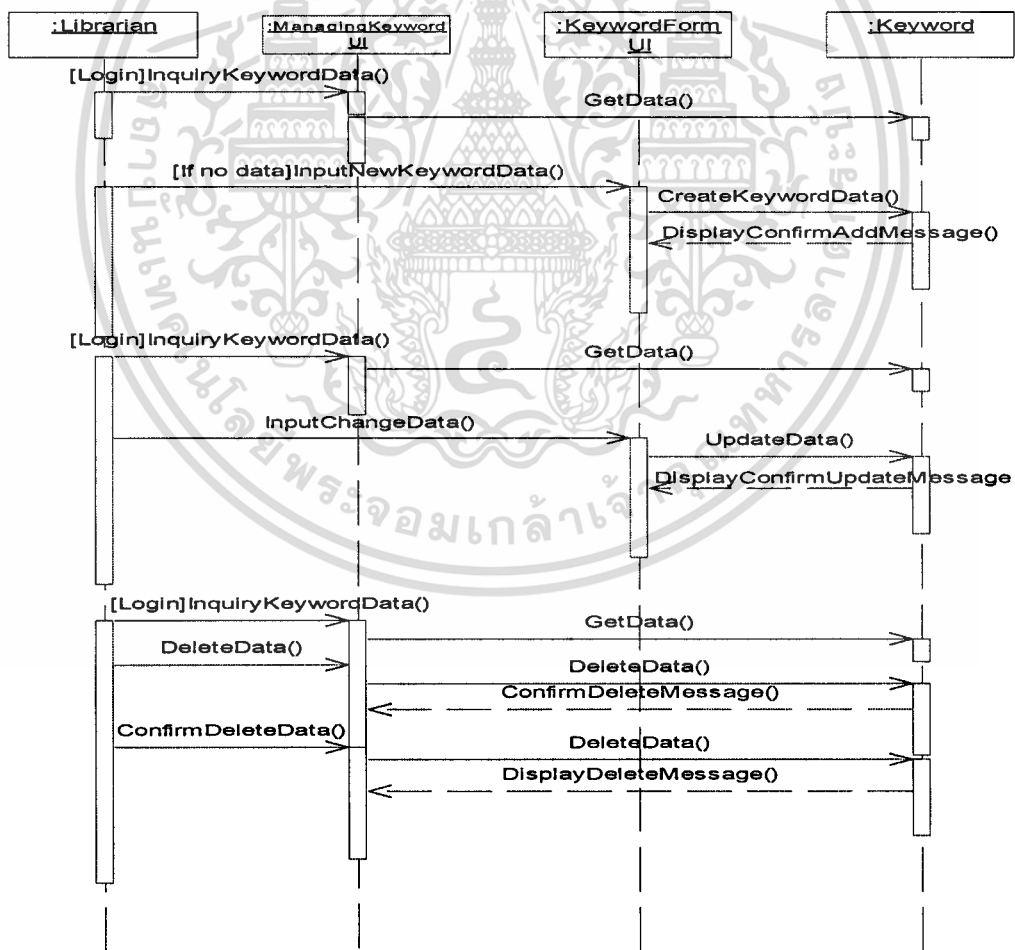 :Librarian
:ManagingKeyword
UI
:KeywordForm
UI
:Keyword
[Login]InquiryKeywordData()
GetData()
[If no data]InputNewKeywordData()
CreateKeywordData()
DisplayConfirmAddMessage()
[Login]InquiryKeywordData()
GetData()
InputChangeData()
UpdateData()
DisplayConfirmUpdateMessage
[Login]InquiryKeywordData()
GetData()
DeleteData()
DeleteData()
ConfirmDeleteMessage()
ConfirmDeleteData()
DeleteData()
DisplayDeleteMessage()